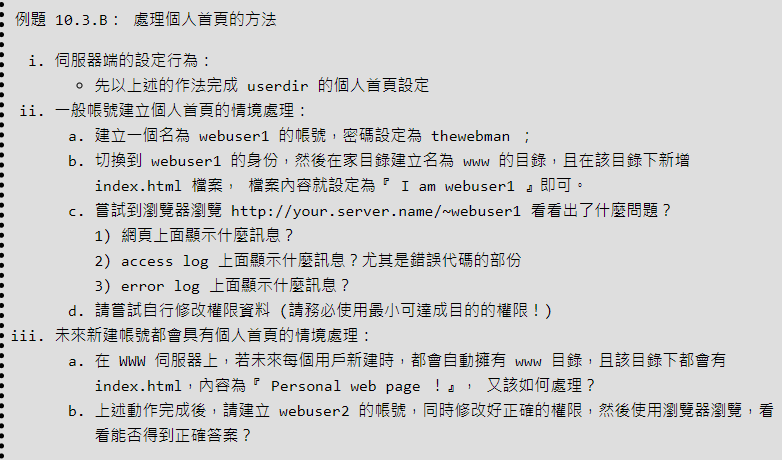 例題 10.3.B： 處理個人首頁的方法
i. 伺服器端的設定行為：
◦ 先以上述的作法完成 userdir 的個人首頁設定
ii. 一般帳號建立個人首頁的情境處理：
a. 建立一個名為 webuser1 的帳號，密碼設定為 thewebman ；
b. 切換到 webuser1 的身份，然後在家目錄建立名為 www 的目錄，且在該目錄下新增
index.html 檔案， 檔案內容就設定為『 I am webuser1 』即可。
c. 嘗試到瀏覽器瀏覽 http://your.server.name/~webuser1 看看出了什麼問題？
1) 網頁上面顯示什麼訊息？
2) access log 上面顯示什麼訊息？尤其是錯誤代碼的部份
3) error log 上面顯示什麼訊息？
d. 請嘗試自行修改權限資料 (請務必使用最小可達成目的的權限！)
iii. 未來新建帳號都會具有個人首頁的情境處理：
a. 在 WWW 伺服器上，若未來每個用戶新建時，都會自動擁有 www 目錄，且該目錄下都會有
index.html，內容為『 Personal web page ！』， 又該如何處理？
b. 上述動作完成後，請建立 webuser2 的帳號，同時修改好正確的權限，然後使用瀏覽器瀏覽，看
看能否得到正確答案？